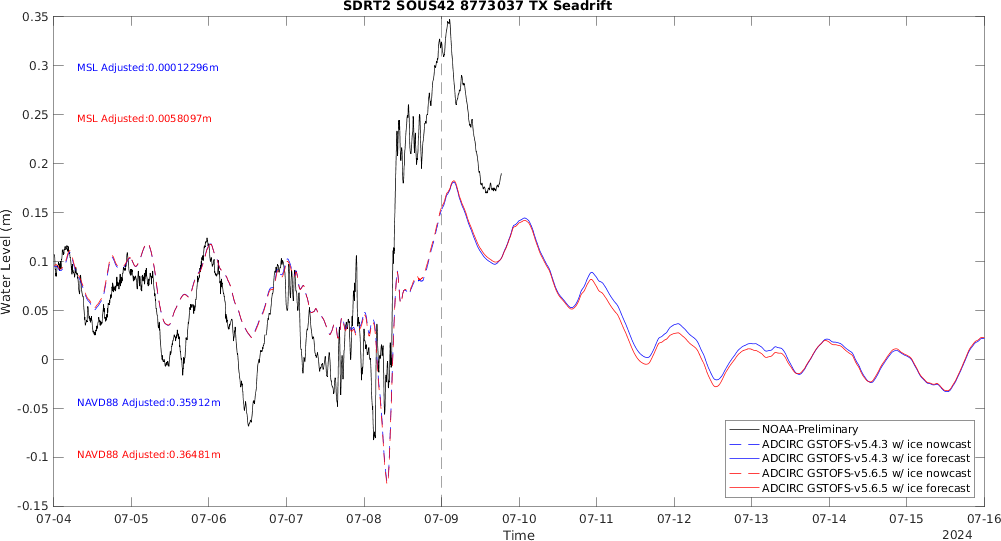 SDRT2 SOUS42 8773037 TX Seadrift
0.35
0.3
0.25
0.2
0.15
0.1
0.05
0
-0.05
-0.1
-0.15
Water Level (m)
MSL Adjusted:0.00012296m
MSL Adjusted:0.0058097m
NAVD88 Adjusted:0.35912m
NAVD88 Adjusted:0.36481m
NOAA-Preliminary
ADCIRC GSTOFS-v5.4.3 w/ ice nowcast
ADCIRC GSTOFS-v5.4.3 w/ ice forecast
ADCIRC GSTOFS-v5.6.5 w/ ice nowcast
ADCIRC GSTOFS-v5.6.5 w/ ice forecast
07-04 07-05 07-06 07-07 07-08 07-09 07-10 07-11 07-12 07-13 07-14 07-15 07-16
Time
2024